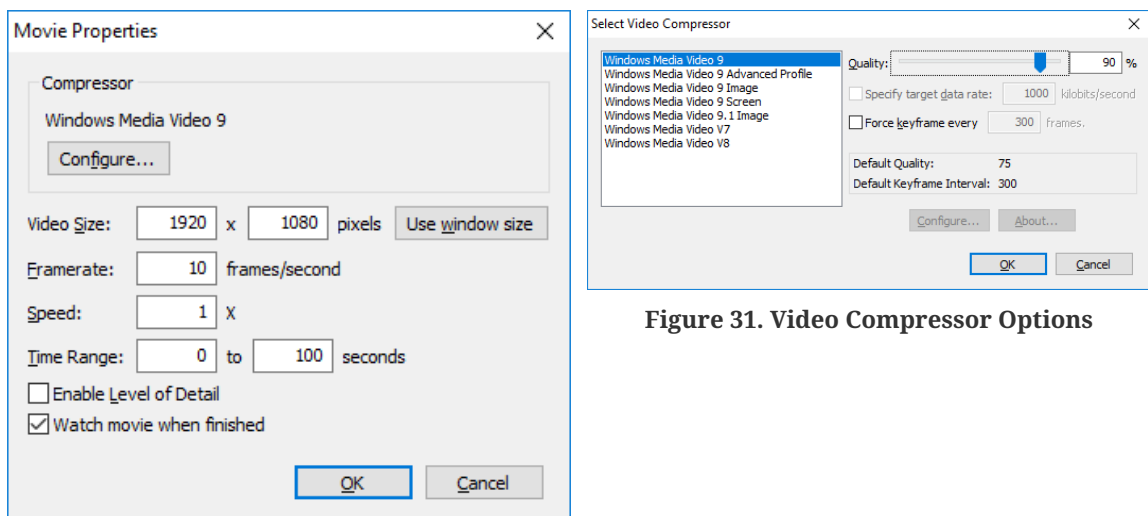 Movie Properties
Compressor
Windows Media Video 9
Configure...
Video Size: 1920 x 1080 pixels Use window size
Framerate: 10 frames/second
Speed: 1 X
Time Range: 0 to 100 seconds
Enable Level of Detail
Watch movie when finished
OK Cancel
Select Video Compressor
Windows Media Video 9
Windows Media Video 9 Advanced Profile
Windows Media Video 9 Image
Windows Media Video 9 Screen
Windows Media Video 9.1 Image
Windows Media Video V7
Windows Media Video V8
Quality: 90 %
Specify target data rate: 1000 kilobits/second
Force keyframe every 300 frames.
Default Quality: 75
Default Keyframe Interval: 300
Configure... About...
OK Cancel
Figure 31. Video Compressor Options